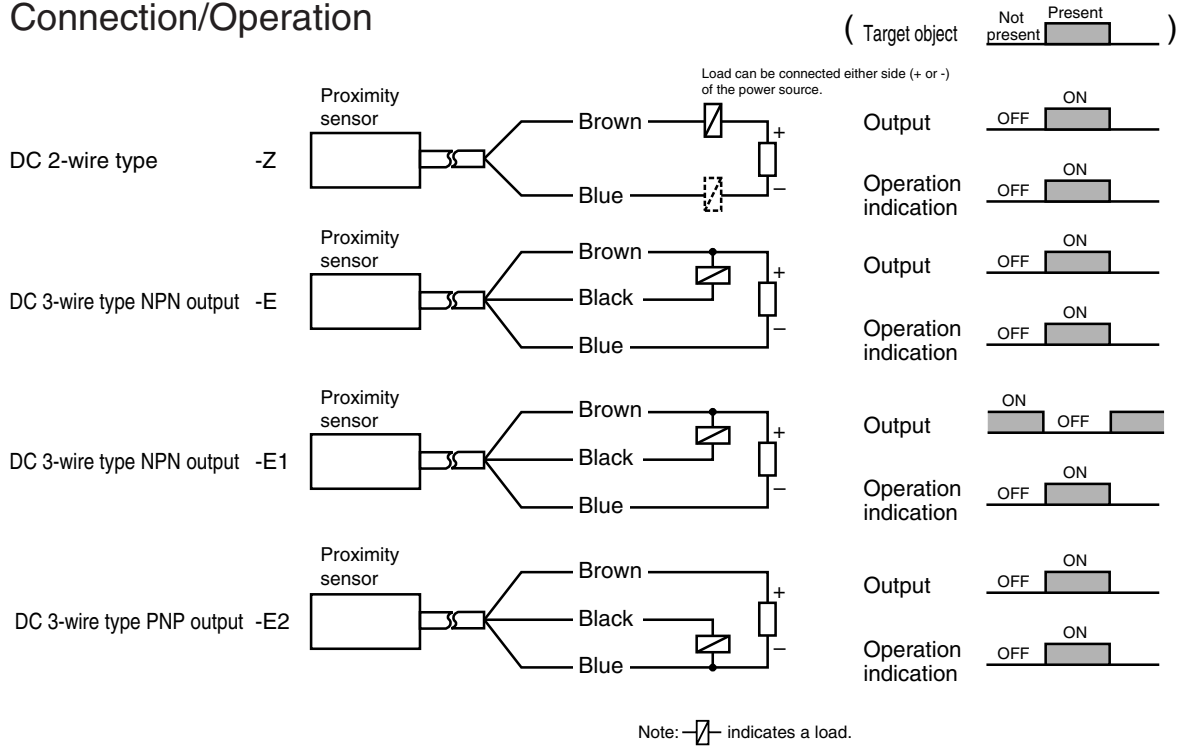 Connection/Operation
( Target object Not present Present )
Load can be connected either side (+ or -)
of the power source.
DC 2-wire type -Z
Proximity
sensor
Brown
Blue
+
–
Output OFF ON
Operation
indication
OFF ON
DC 3-wire type NPN output -E
Proximity
sensor
Brown
Black
Blue
+
–
Output OFF ON
Operation
indication
OFF ON
DC 3-wire type NPN output -E1
Proximity
sensor
Brown
Black
Blue
+
–
Output ON OFF
Operation
indication
OFF ON
DC 3-wire type PNP output -E2
Proximity
sensor
Brown
Black
Blue
+
–
Output OFF ON
Operation
indication
OFF ON
Note: indicates a load.